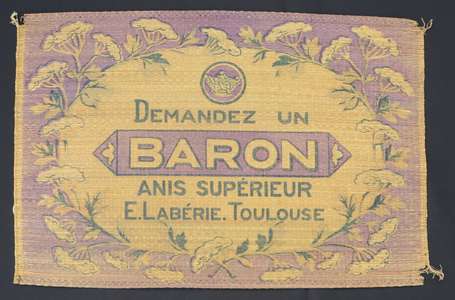 DEMANDEZ UN
BARON
ANIS SUPÉRIEUR
E. LABÉRIE. TOULOUSE